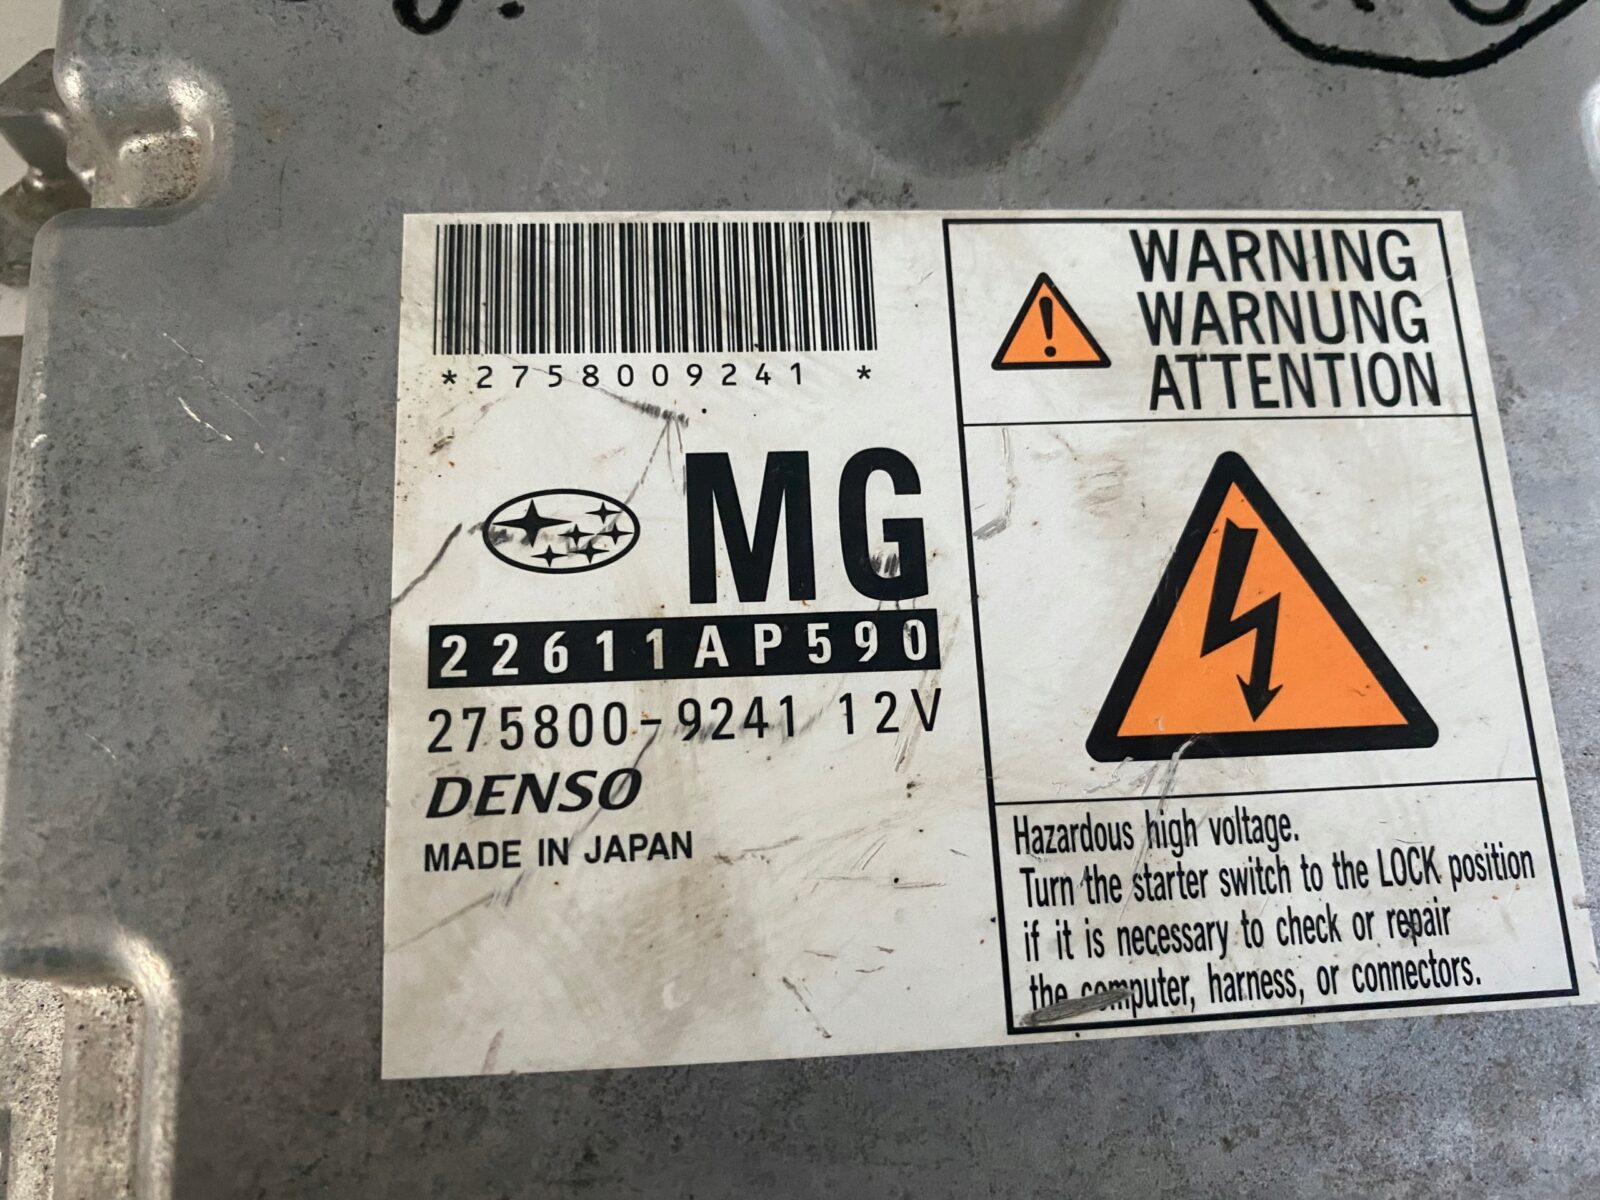 *2758009241 *
MG
22611AP590
275800-9241 12V
DENSO
MADE IN JAPAN
WARNING
WARNUNG
ATTENTION
Hazardous high voltage.
Turn the starter switch to the LOCK position
if it is necessary to check or repair
the computer, harness, or connectors.